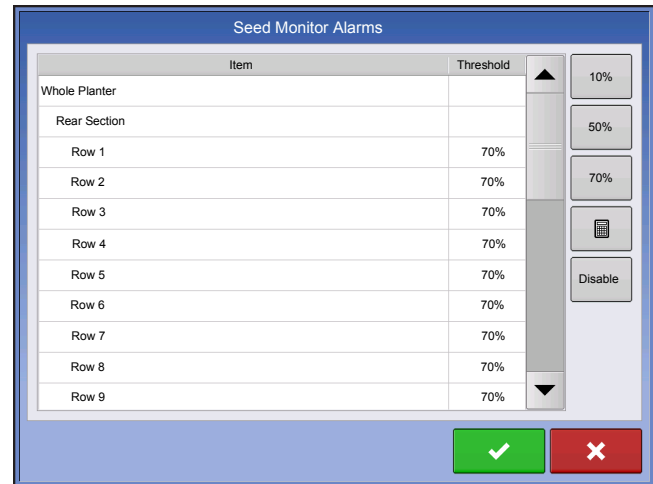 Seed Monitor Alarms
Item Threshold
Whole Planter
Rear Section
Row 1 70%
Row 2 70%
Row 3 70%
Row 4 70%
Row 5 70%
Row 6 70%
Row 7 70%
Row 8 70%
Row 9 70%
10%
50%
70%
Disable